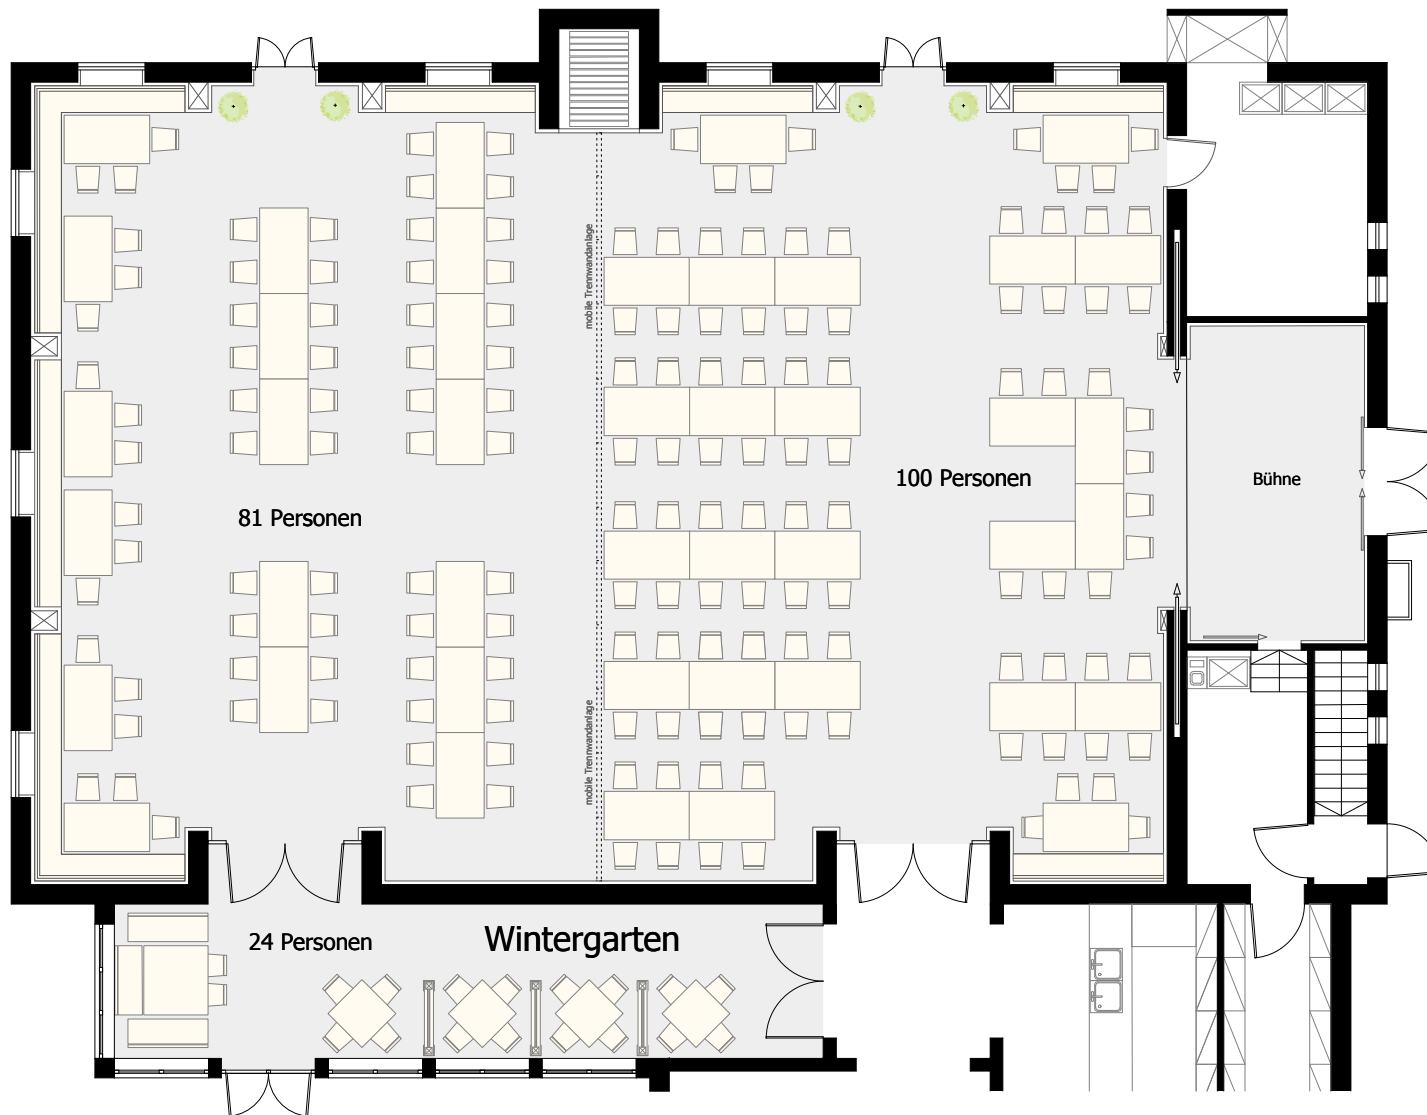 mobile Trennwandanlage
100 Personen
Bühne
81 Personen
mobile Trennwandanlage
24 Personen
Wintergarten